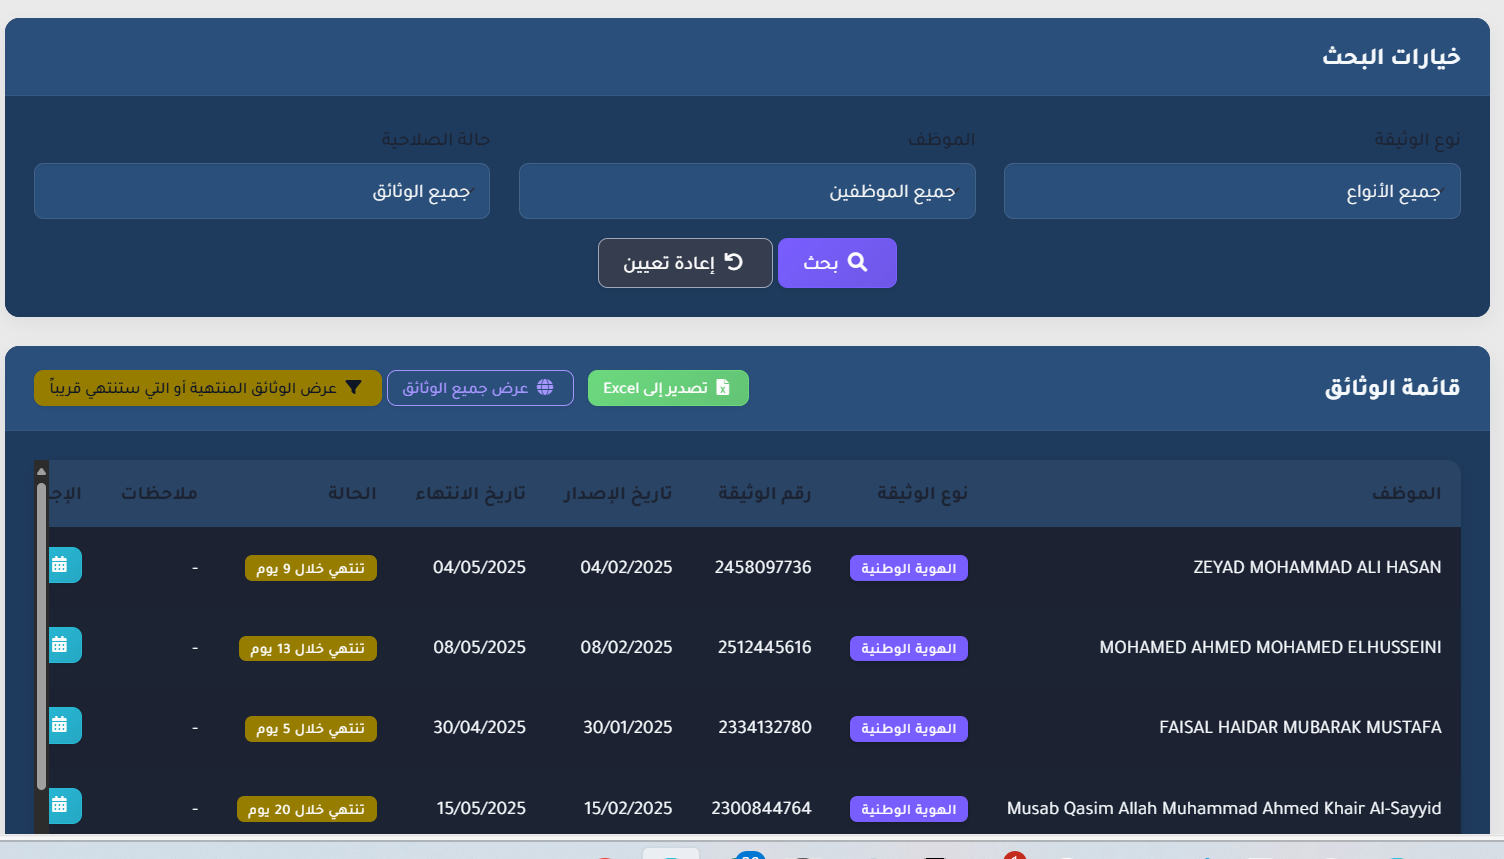 خيارات البحث
نوع الوثيقة الموظف حالة الصلاحية
جميع الأنواع جميع الموظفين جميع الوثائق
بحث إعادة تعيين
قائمة الوثائق تصدير إلى Excel عرض جميع الوثائق عرض الوثائق المنتهية أو التي ستنتهي قريباً
الموظف نوع الوثيقة رقم الوثيقة تاريخ الإصدار تاريخ الانتهاء الحالة ملاحظات
ZEYAD MOHAMMAD ALI HASAN الهوية الوطنية 2458097736 04/02/2025 04/05/2025 تنتهي خلال 9 يوم -
MOHAMED AHMED MOHAMED ELHUSSEINI الهوية الوطنية 2512445616 08/02/2025 08/05/2025 تنتهي خلال 13 يوم -
FAISAL HAIDAR MUBARAK MUSTAFA الهوية الوطنية 2334132780 30/01/2025 30/04/2025 تنتهي خلال 5 يوم -
Musab Qasim Allah Muhammad Ahmed Khair Al-Sayyid الهوية الوطنية 2300844764 15/02/2025 15/05/2025 تنتهي خلال 20 يوم -